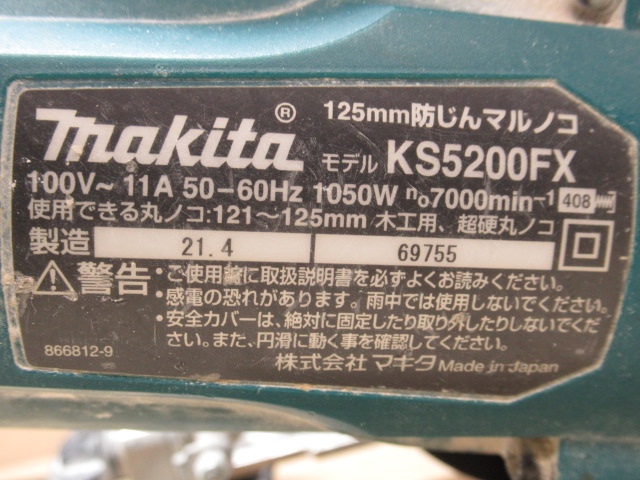 makita® 125mm防じんマルノコ
モデル KS5200FX
100V~ 11A 50-60Hz 1050W n₀7000min⁻¹ 408
使用できる丸ノコ:121~125mm 木工用、超硬丸ノコ
製造 21.4 69755
警告 ・ご使用前に取扱説明書を必ずよくお読みください。
・感電の恐れがあります。雨中では使用しないでください。
・安全カバーは、絶対に固定したり取り外したりしないでくだ
さい。また、円滑に動く事を確認してください。
866812-9 株式会社 マキタ Made in Japan